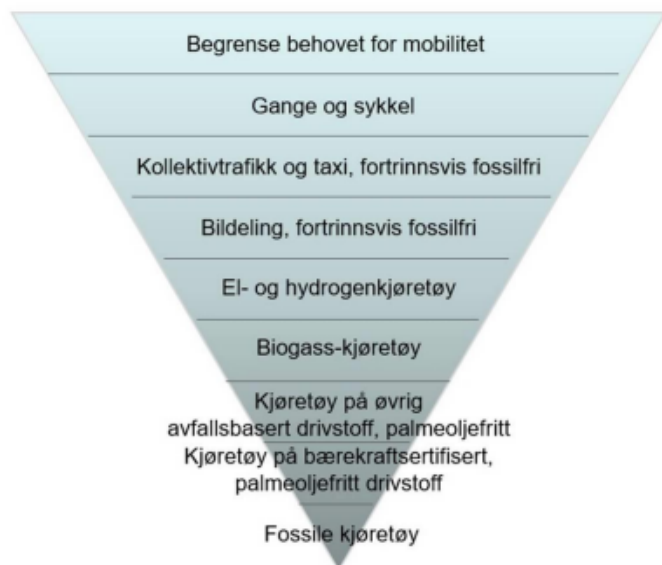 Begrense behovet for mobilitet
Gange og sykkel
Kollektivtrafikk og taxi, fortrinnsvis fossilfri
Bildeling, fortrinnsvis fossilfri
El- og hydrogenkjøretøy
Biogass-kjøretøy
Kjøretøy på øvrig
avfallsbasert drivstoff, palmeoljefritt
Kjøretøy på bærekraftsertifisert,
palmeoljefritt drivstoff
Fossile kjøretøy